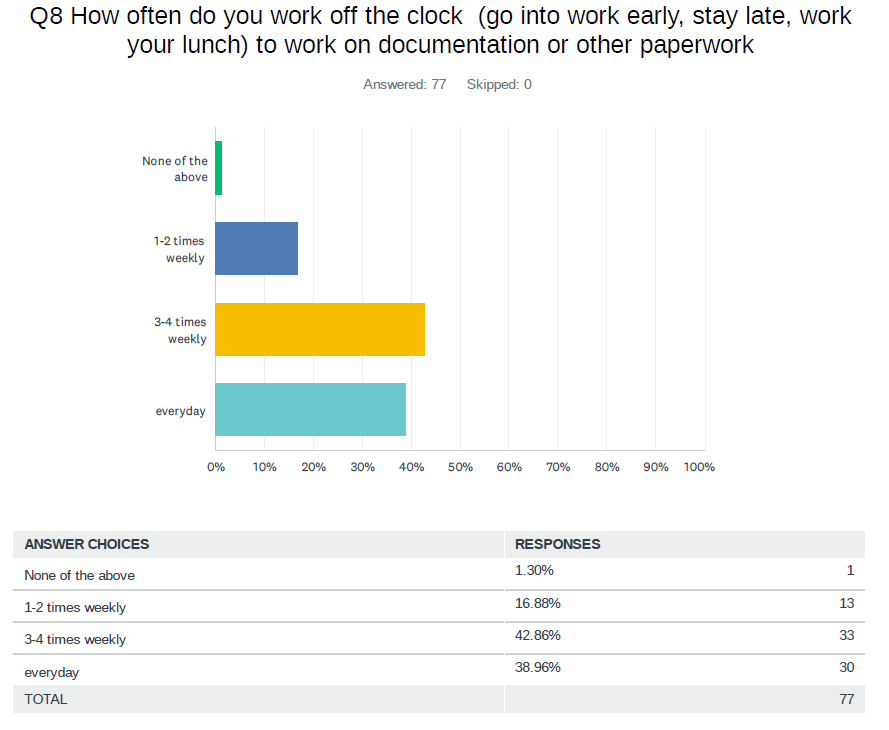 Q8 How often do you work off the clock  (go into work early, stay late, work
your lunch) to work on documentation or other paperwork
Answered: 77 Skipped: 0
None of the
above
1-2 times
weekly
3-4 times
weekly
everyday
0% 10% 20% 30% 40% 50% 60% 70% 80% 90% 100%
ANSWER CHOICES RESPONSES
None of the above 1.30% 1
1-2 times weekly 16.88% 13
3-4 times weekly 42.86% 33
everyday 38.96% 30
TOTAL 77